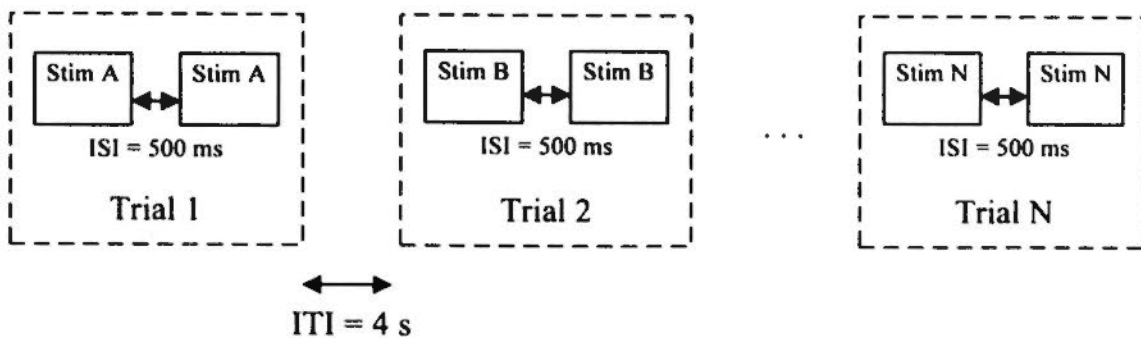 Stim A Stim A
ISI = 500 ms
Trial 1
Stim B Stim B
ISI = 500 ms
Trial 2
. . .
Stim N Stim N
ISI = 500 ms
Trial N
ITI = 4 s